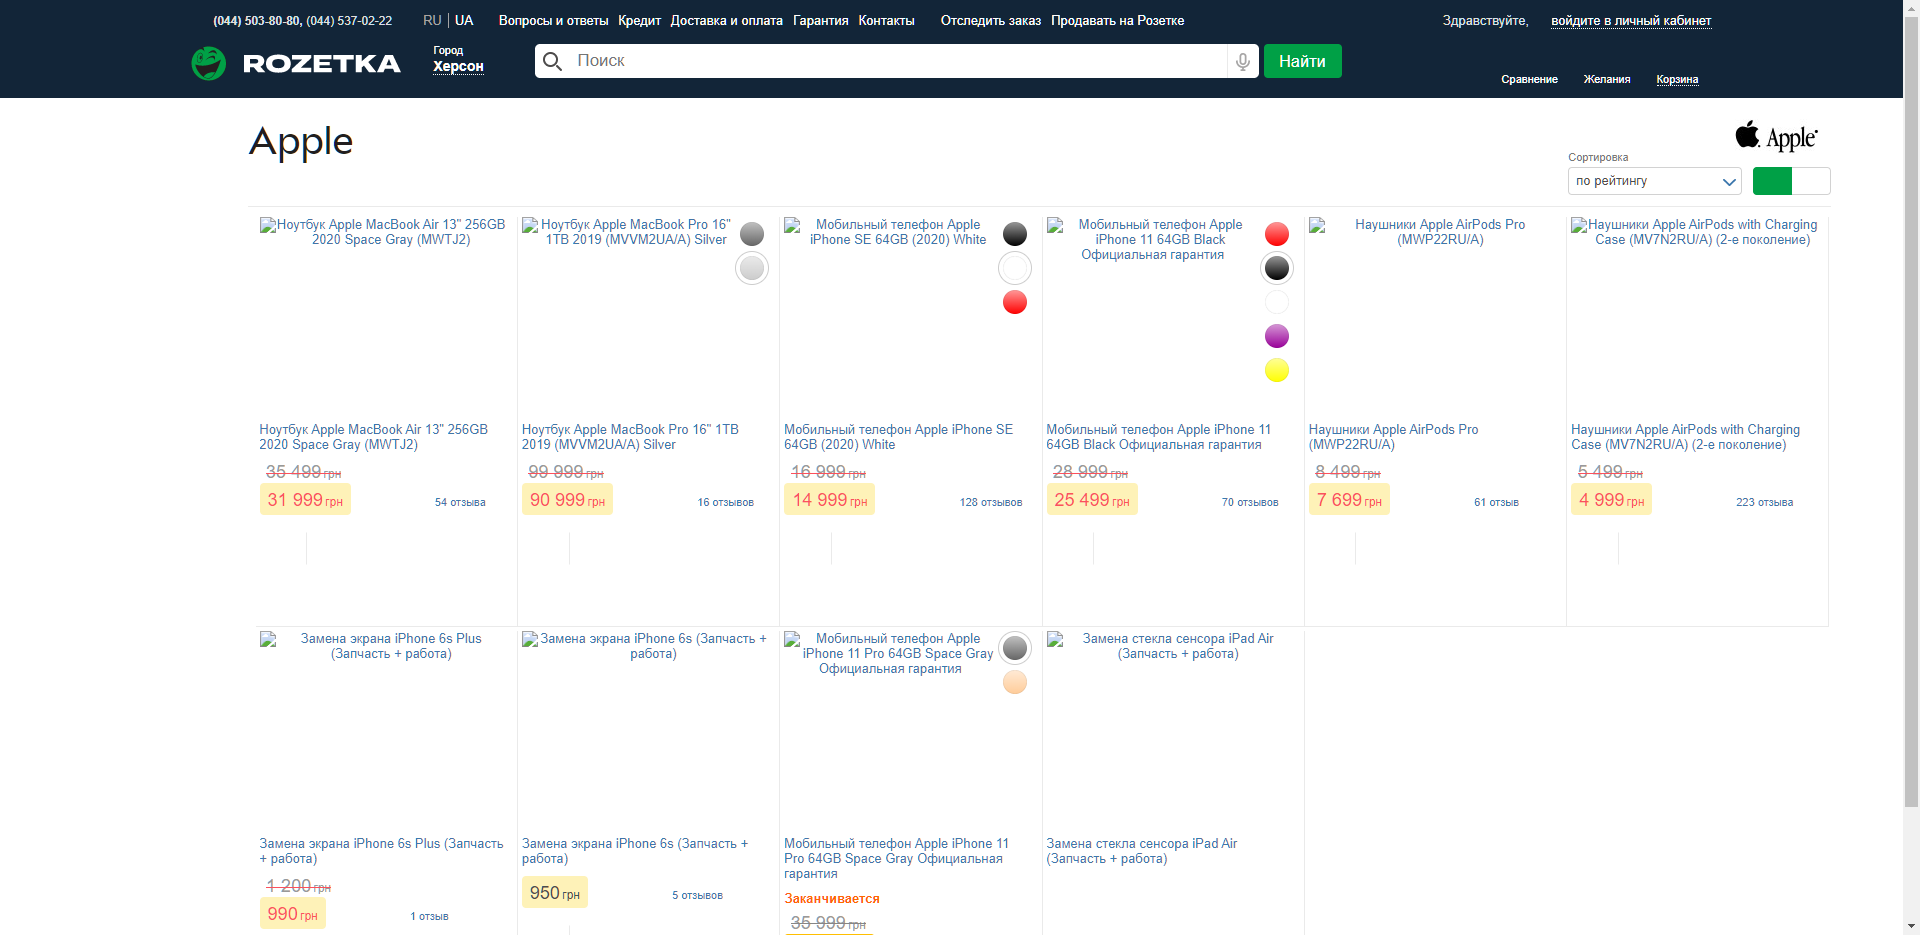 (044) 503-80-80, (044) 537-02-22
RU UA
Вопросы и ответы Кредит Доставка и оплата Гарантия Контакты Отследить заказ Продавать на Розетке
Здравствуйте, войдите в личный кабинет
ROZETKA
Город
Херсон
Поиск
Найти
Сравнение Желания Корзина
Apple
Apple
Сортировка
по рейтингу
Ноутбук Apple MacBook Air 13" 256GB
2020 Space Gray (MWTJ2)
Ноутбук Apple MacBook Pro 16"
1TB 2019 (MVVM2UA/A) Silver
Мобильный телефон Apple
iPhone SE 64GB (2020) White
Мобильный телефон Apple
iPhone 11 64GB Black
Официальная гарантия
Наушники Apple AirPods Pro
(MWP22RU/A)
Наушники Apple AirPods with Charging
Case (MV7N2RU/A) (2-е поколение)
Ноутбук Apple MacBook Air 13" 256GB
2020 Space Gray (MWTJ2)
35 499 грн
31 999 грн
54 отзыва
Ноутбук Apple MacBook Pro 16" 1TB
2019 (MVVM2UA/A) Silver
99 999 грн
90 999 грн
16 отзывов
Мобильный телефон Apple iPhone SE
64GB (2020) White
16 999 грн
14 999 грн
128 отзывов
Мобильный телефон Apple iPhone 11
64GB Black Официальная гарантия
28 999 грн
25 499 грн
70 отзывов
Наушники Apple AirPods Pro
(MWP22RU/A)
8 499 грн
7 699 грн
61 отзыв
Наушники Apple AirPods with Charging
Case (MV7N2RU/A) (2-е поколение)
5 499 грн
4 999 грн
223 отзыва
Замена экрана iPhone 6s Plus
(Запчасть + работа)
Замена экрана iPhone 6s (Запчасть +
работа)
Мобильный телефон Apple
iPhone 11 Pro 64GB Space Gray
Официальная гарантия
Замена стекла сенсора iPad Air
(Запчасть + работа)
Замена экрана iPhone 6s Plus (Запчасть
+ работа)
1 200 грн
990 грн
1 отзыв
Замена экрана iPhone 6s (Запчасть +
работа)
950 грн
5 отзывов
Мобильный телефон Apple iPhone 11
Pro 64GB Space Gray Официальная
гарантия
Заканчивается
35 999 грн
Замена стекла сенсора iPad Air
(Запчасть + работа)